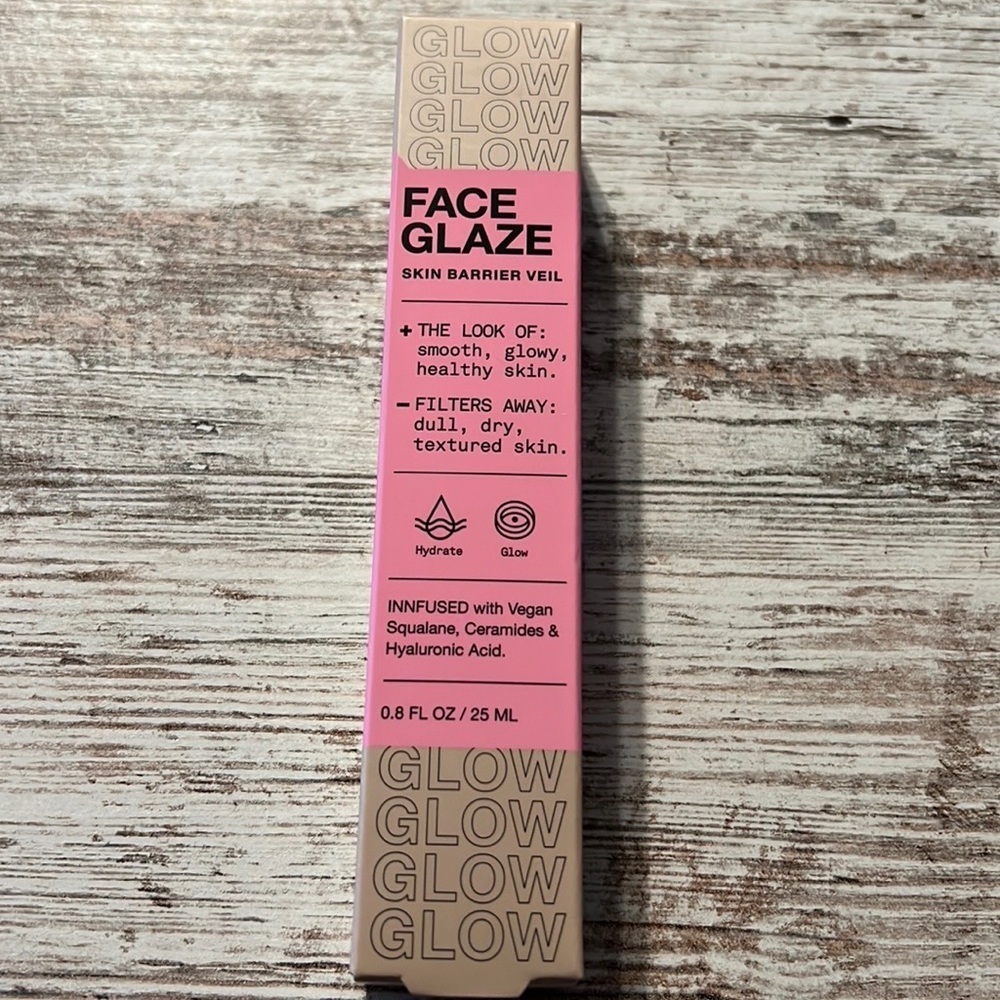 GLOW
GLOW
GLOW
GLOW
FACE
GLAZE
SKIN BARRIER VEIL
+ THE LOOK OF:
smooth, glowy,
healthy skin.
– FILTERS AWAY:
dull, dry,
textured skin.
Hydrate Glow
INNFUSED with Vegan
Squalane, Ceramides &
Hyaluronic Acid.
0.8 FL OZ / 25 ML
GLOW
GLOW
GLOW
GLOW